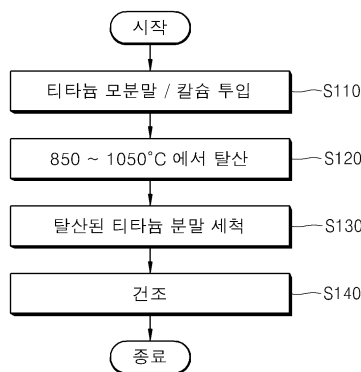 시작
티타늄 모분말 / 칼슘 투입
S110
850 ~ 1050°C 에서 탈산
S120
탈산된 티타늄 분말 세척
S130
건조
S140
종료